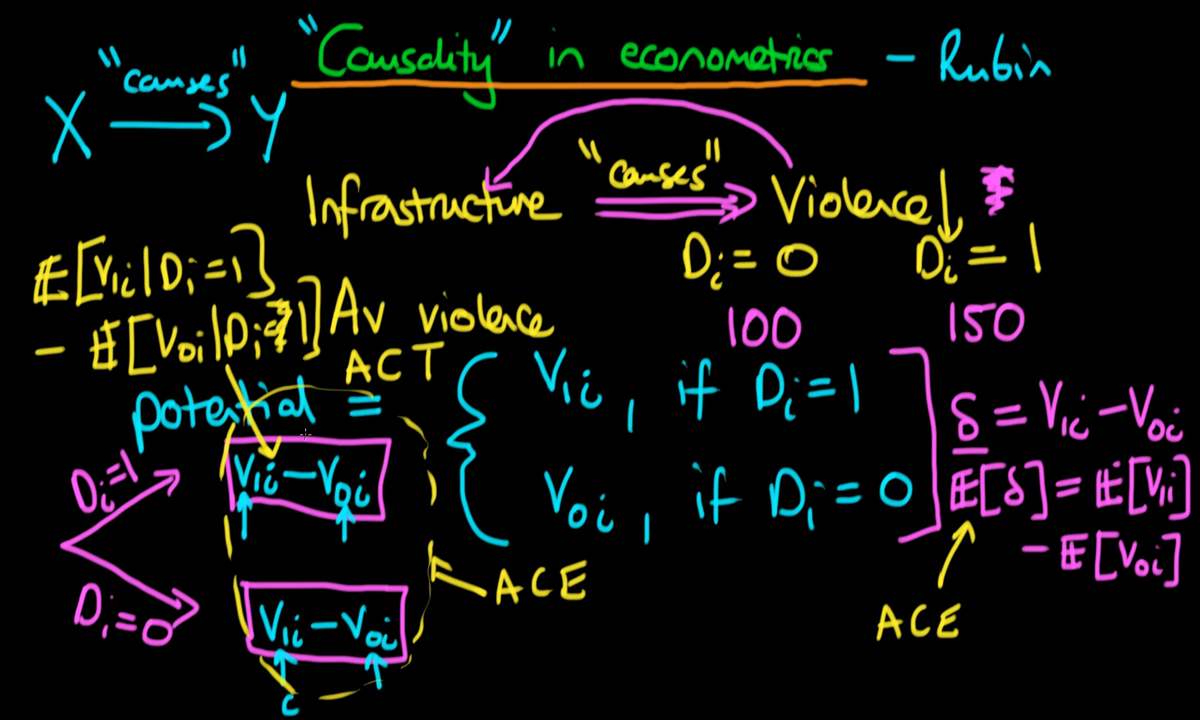 "Causality" in econometrics - Rubin
"causes"
X → Y
"causes"
Infrastructure ⇒ Violence ↓
Dᵢ = 0 Dᵢ = 1
100 150
𝔼[V₁ᵢ|Dᵢ=1]
- 𝔼[V₀ᵢ|Dᵢ=1]
Av violence
ACT
potential =
V₁ᵢ, if Dᵢ=1
V₀ᵢ, if Dᵢ=0
δ = V₁ᵢ - V₀ᵢ
𝔼[δ] = 𝔼[V₁ᵢ]
- 𝔼[V₀ᵢ]
ACE
Dᵢ=1
V₁ᵢ - V₀ᵢ
ACE
Dᵢ=0
V₁ᵢ - V₀ᵢ
c